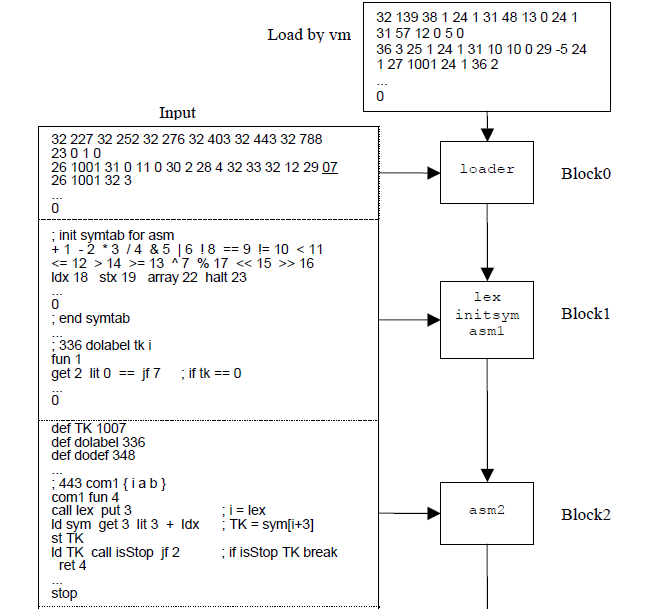 Load by vm
32 139 38 1 24 1 31 48 13 0 24 1
31 57 12 0 5 0
36 3 25 1 24 1 31 10 10 0 29 -5 24
1 27 1001 24 1 36 2
...
0
Input
32 227 32 252 32 276 32 403 32 443 32 788
23 0 1 0
26 1001 31 0 11 0 30 2 28 4 32 33 32 12 29 07
26 1001 32 3
...
0
loader
Block0
; init symtab for asm
+ 1 - 2 * 3 / 4 & 5 | 6 ! 8 == 9 != 10 < 11
<= 12 > 14 >= 13 ^ 7 % 17 << 15 >> 16
ldx 18 stx 19 array 22 halt 23
...
0
; end symtab
...
; 336 dolabel tk i
fun 1
get 2 lit 0 == jf 7 ; if tk == 0
...
0
lex
initsym
asm1
Block1
def TK 1007
def dolabel 336
def dodef 348
...
; 443 com1 { i a b }
com1 fun 4
call lex put 3 ; i = lex
ld sym get 3 lit 3 + ldx ; TK = sym[i+3]
st TK
ld TK call isStop jf 2 ; if isStop TK break
ret 4
...
stop
asm2
Block2